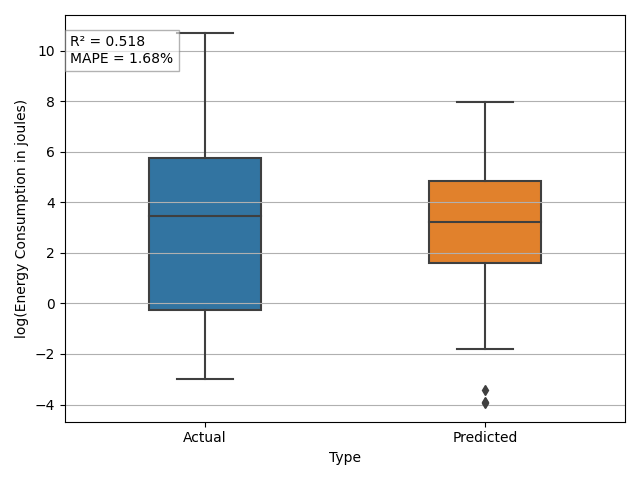 R² = 0.518
MAPE = 1.68%
log(Energy Consumption in joules)
10
8
6
4
2
0
−2
−4
Actual
Predicted
Type